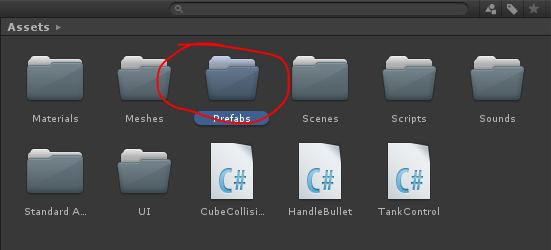 Assets ▸
Materials Meshes Prefabs Scenes Scripts Sounds
C# C# C#
Standard A... UI CubeCollisi... HandleBullet TankControl